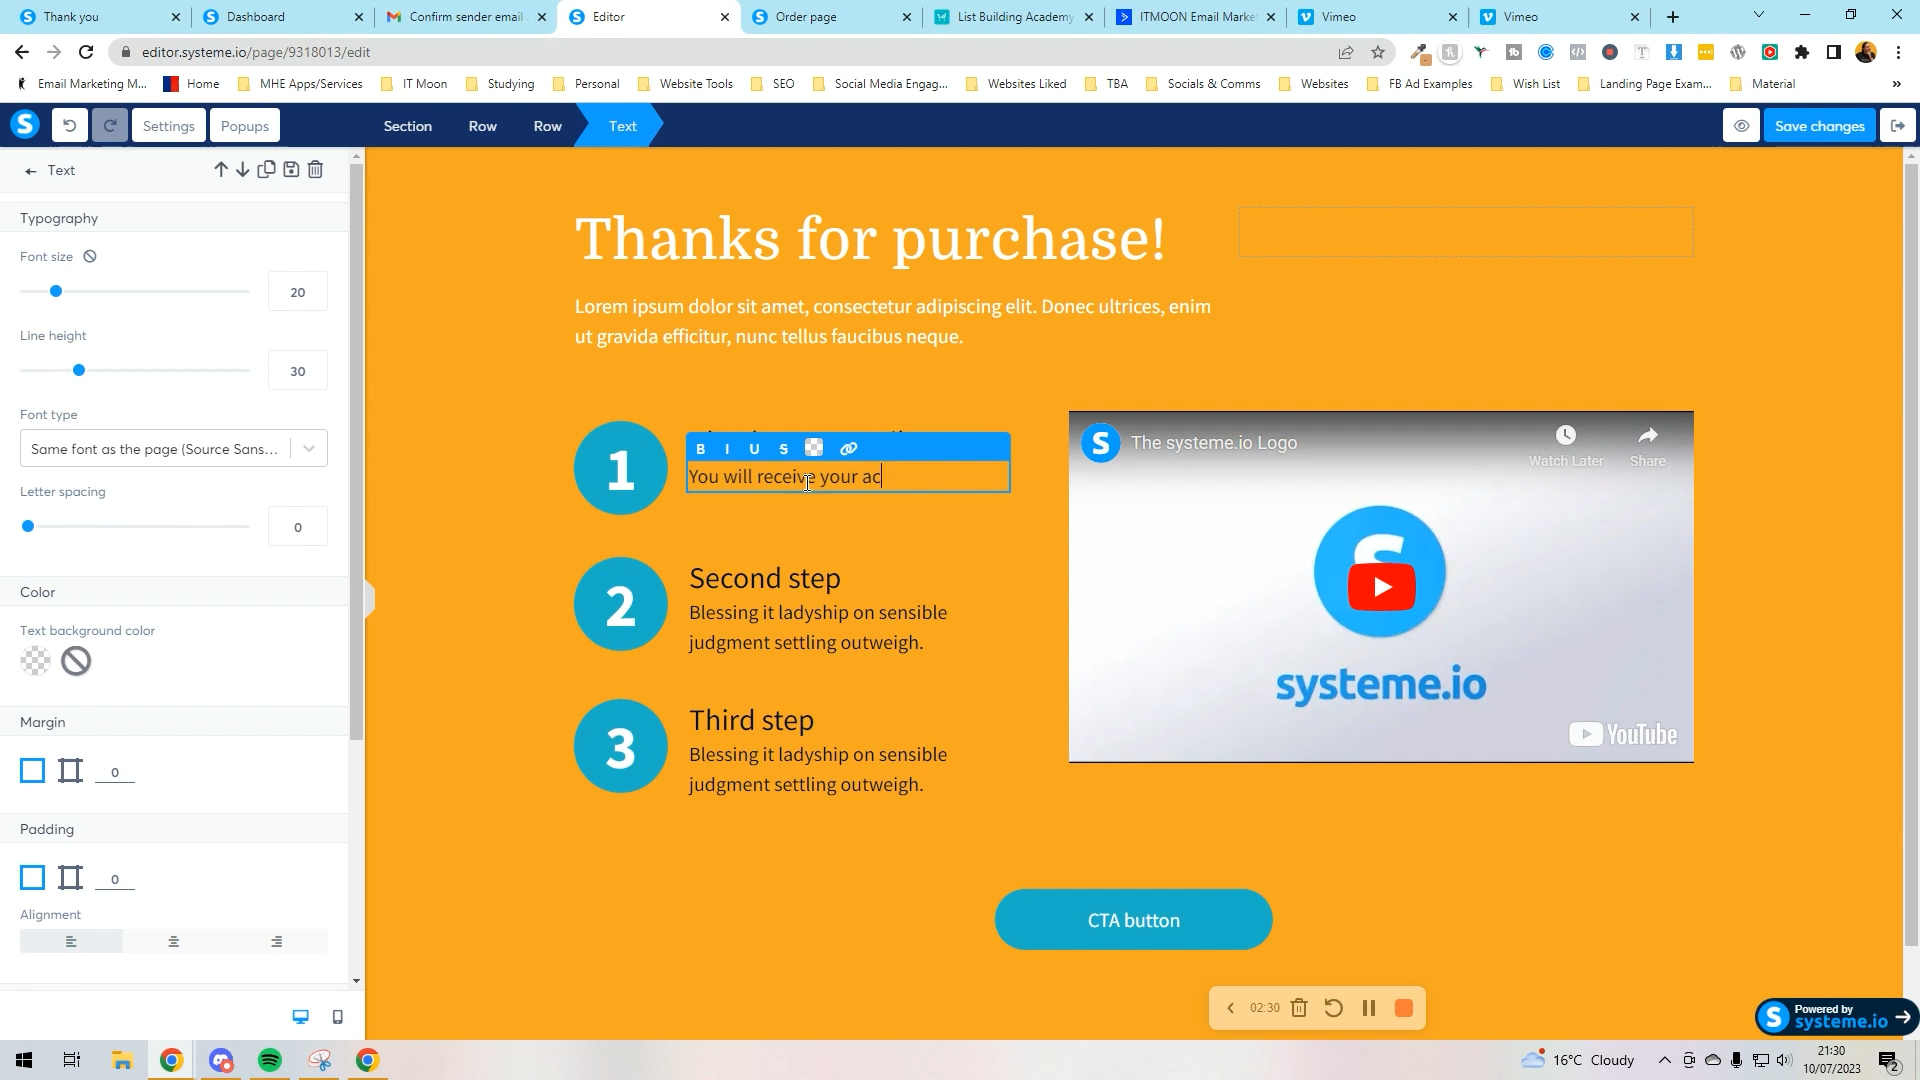 Thank you
Dashboard
Confirm sender email
Editor
Order page
List Building Academy
ITMOON Email Marke
Vimeo
Vimeo
editor.systeme.io/page/9318013/edit
Email Marketing M...
Home
MHE Apps/Services
IT Moon
Studying
Personal
Website Tools
SEO
Social Media Engag...
Websites Liked
TBA
Socials & Comms
Websites
FB Ad Examples
Wish List
Landing Page Exam...
Material
»
Settings
Popups
Section
Row
Row
Text
Save changes
Text
Typography
Font size
20
Line height
30
Font type
Same font as the page (Source Sans...
Letter spacing
0
Color
Text background color
Margin
0
Padding
0
Alignment
Thanks for purchase!
Lorem ipsum dolor sit amet, consectetur adipiscing elit. Donec ultrices, enim
ut gravida efficitur, nunc tellus faucibus neque.
1
B I U S
You will receive your ac
2
Second step
Blessing it ladyship on sensible
judgment settling outweigh.
3
Third step
Blessing it ladyship on sensible
judgment settling outweigh.
The systeme.io Logo
Watch Later
Share
systeme.io
YouTube
CTA button
02:30
Powered by
systeme.io
16°C Cloudy
21:30
10/07/2023
2